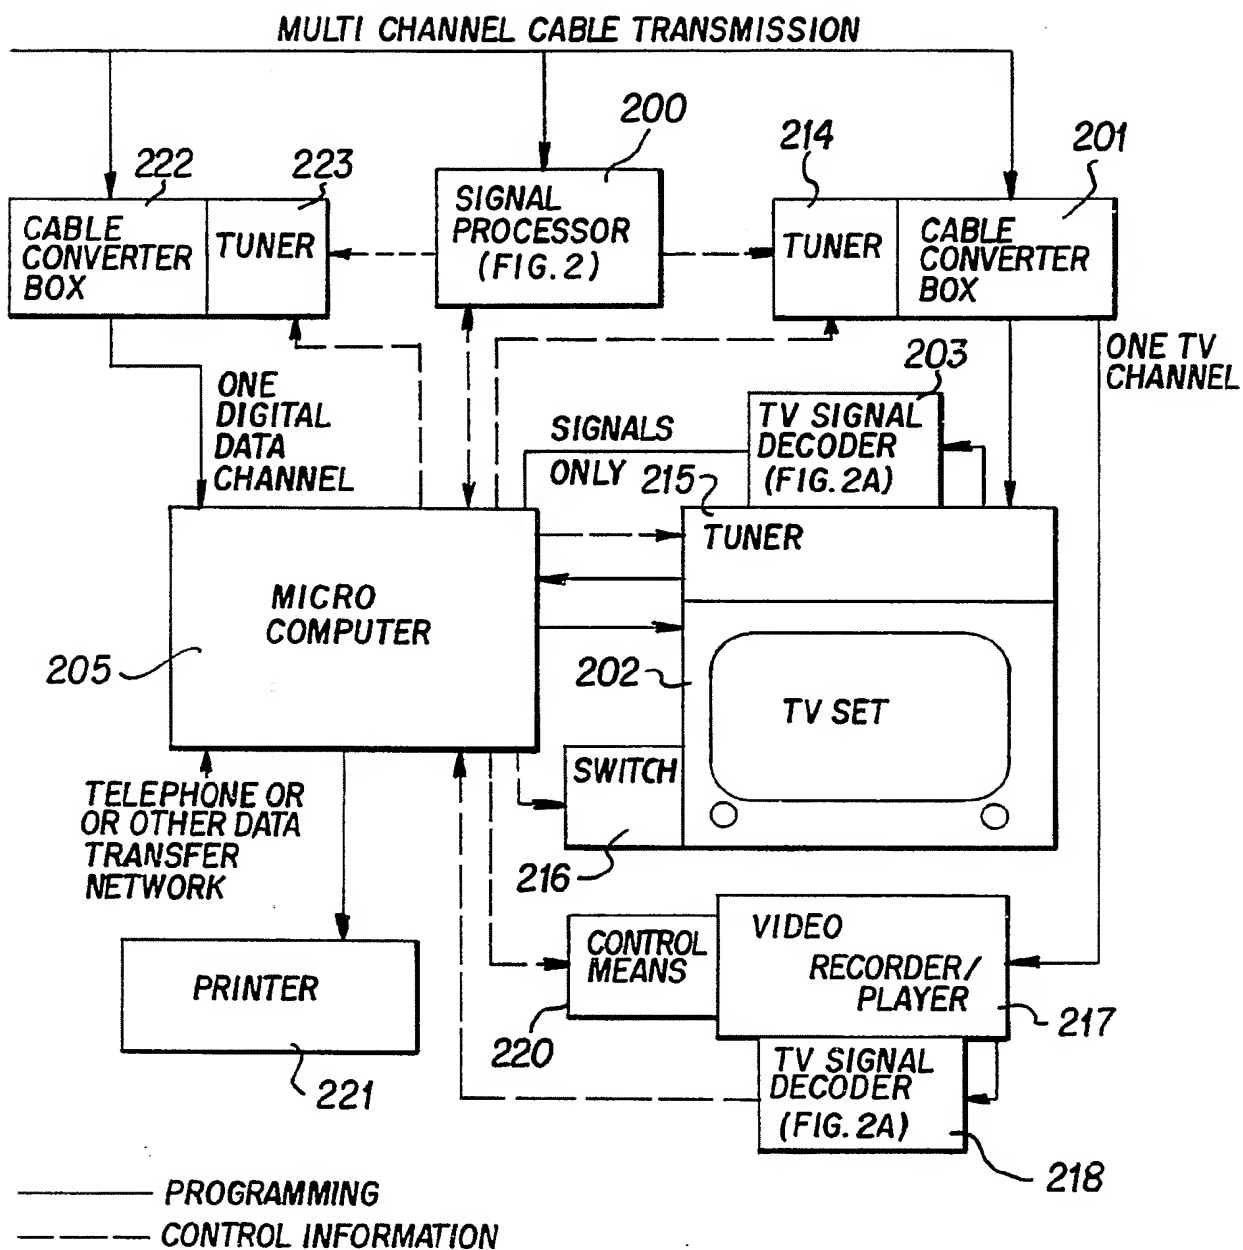 MULTI CHANNEL CABLE TRANSMISSION
200
214
201
222
223
CABLE
CONVERTER
BOX
TUNER
SIGNAL
PROCESSOR
(FIG. 2)
TUNER
CABLE
CONVERTER
BOX
ONE TV
CHANNEL
203
ONE
DIGITAL
DATA
CHANNEL
SIGNALS
ONLY
TV SIGNAL
DECODER
(FIG. 2A)
215
TUNER
MICRO
COMPUTER
205
202
TV SET
SWITCH
216
TELEPHONE OR
OR OTHER DATA
TRANSFER
NETWORK
CONTROL
MEANS
220
VIDEO
RECORDER/
PLAYER
217
PRINTER
221
TV SIGNAL
DECODER
(FIG. 2A)
218
PROGRAMMING
CONTROL INFORMATION